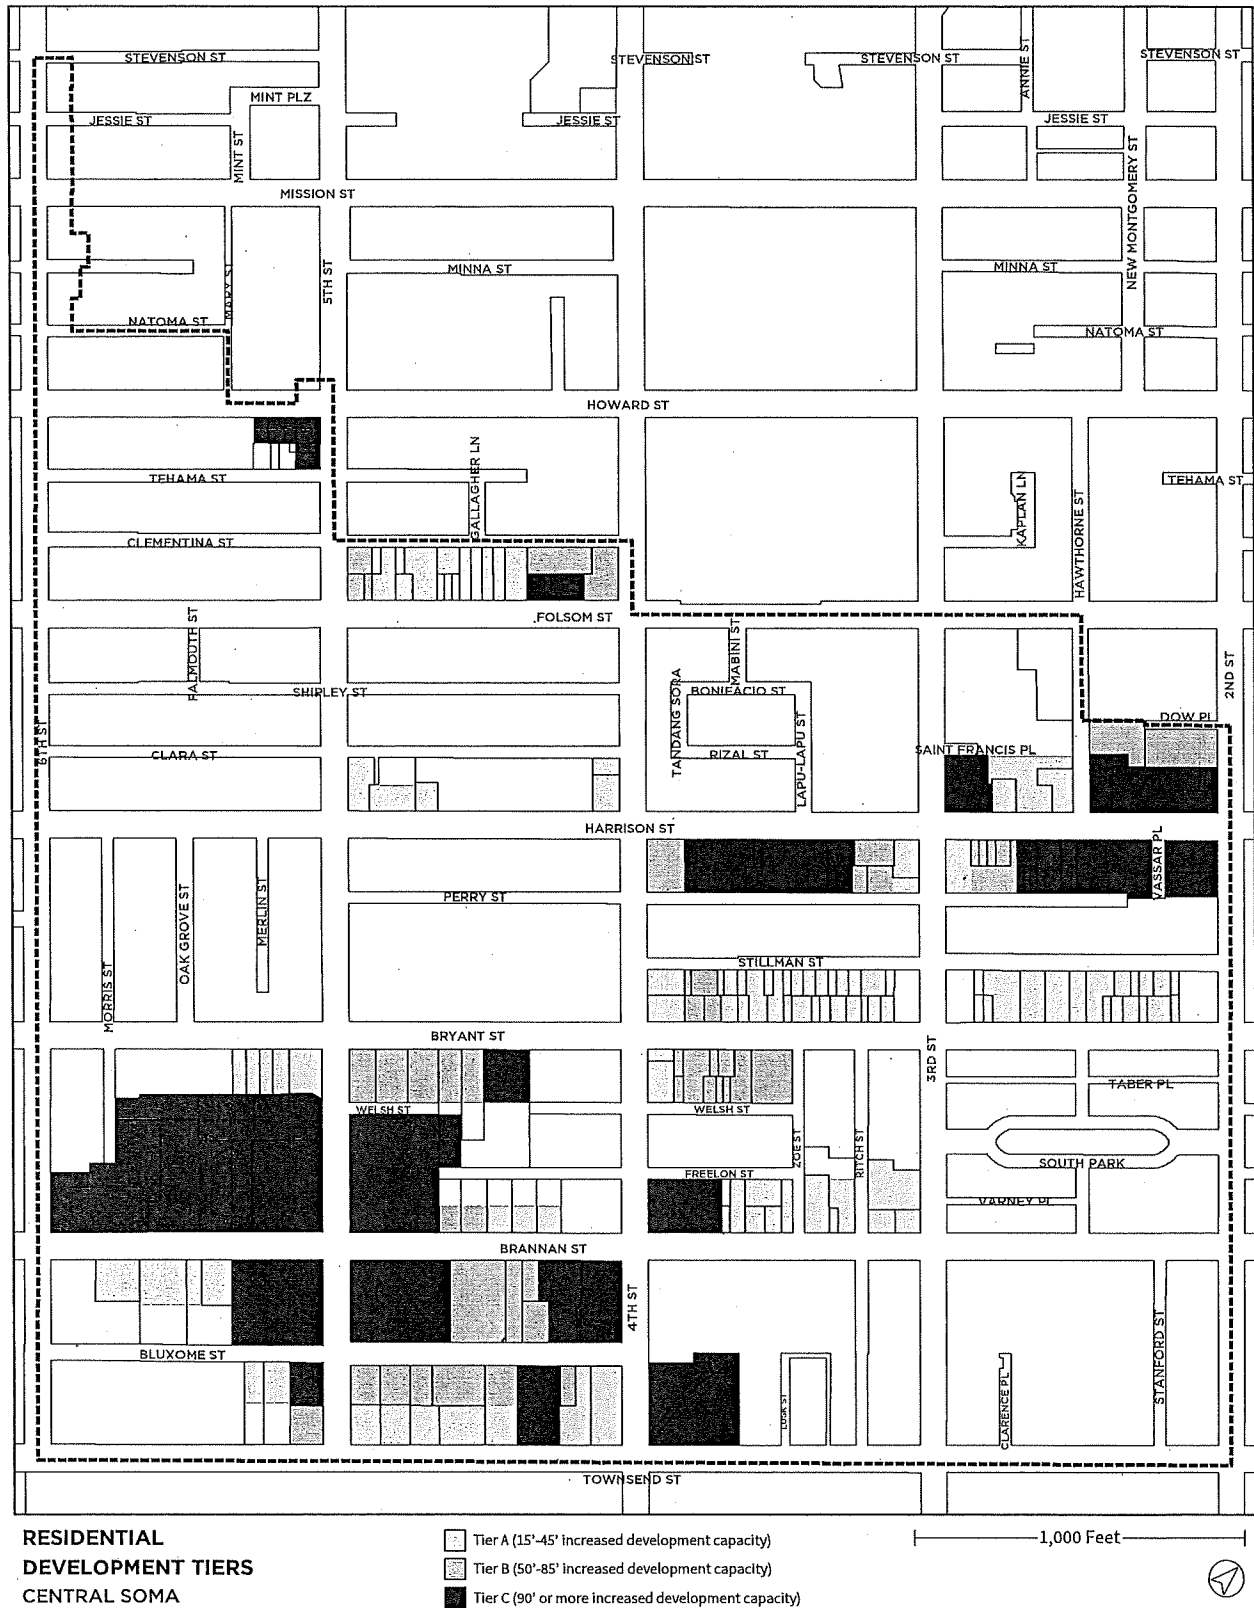 STEVENSON ST
STEVENSON ST
STEVENSON ST
STEVENSON ST
ANNIE ST
MINT PLZ
JESSIE ST
JESSIE ST
JESSIE ST
MINT ST
NEW MONTGOMERY ST
MISSION ST
MINNA ST
MINNA ST
MARY ST
5TH ST
NATOMA ST
NATOMA ST
HOWARD ST
GALLAGHER LN
TEHAMA ST
TEHAMA ST
KAPLAN LN
HAWTHORNE ST
CLEMENTINA ST
FOLSOM ST
FALMOUTH ST
MABINI ST
TANDANG SORA
2ND ST
SHIPLEY ST
BONIFACIO ST
DOW PL
6TH ST
CLARA ST
RIZAL ST
LAPU-LAPU ST
SAINT FRANCIS PL
HARRISON ST
VASSAR PL
PERRY ST
OAK GROVE ST
MERLIN ST
MORRIS ST
STILLMAN ST
BRYANT ST
3RD ST
TABER PL
WELSH ST
WELSH ST
ZOE ST
RITCH ST
SOUTH PARK
FREELON ST
VARNEY PL
BRANNAN ST
4TH ST
BLUXOME ST
STANFORD ST
LUSK ST
CLARENCE PL
TOWNSEND ST
RESIDENTIAL
DEVELOPMENT TIERS
CENTRAL SOMA
Tier A (15'-45' increased development capacity)
Tier B (50'-85' increased development capacity)
Tier C (90' or more increased development capacity)
1,000 Feet